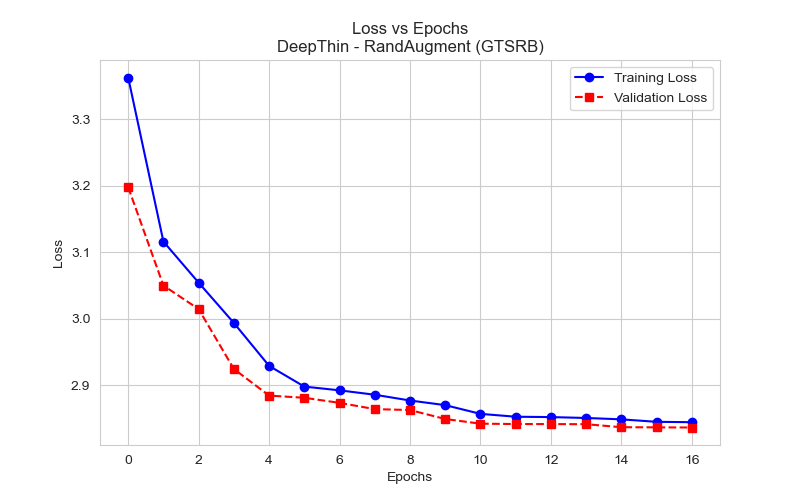 Loss vs Epochs
DeepThin - RandAugment (GTSRB)
Training Loss
Validation Loss
3.3
3.2
3.1
3.0
2.9
Loss
0 2 4 6 8 10 12 14 16
Epochs